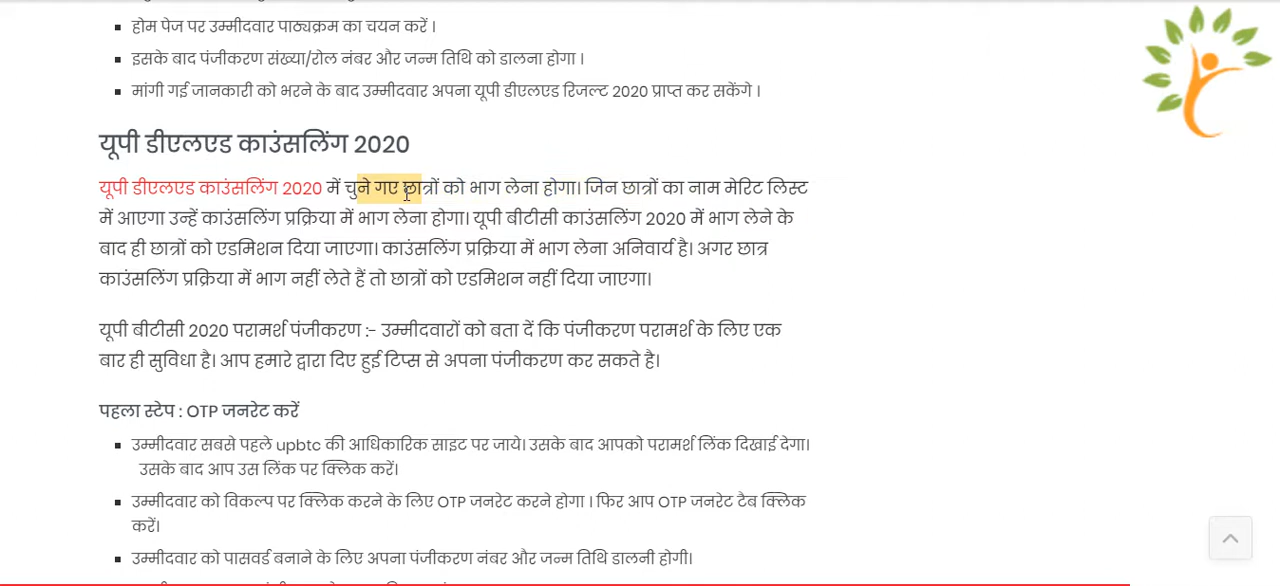 होम पेज पर उम्मीदवार पाठ्यक्रम का चयन करें ।
इसके बाद पंजीकरण संख्या/रोल नंबर और जन्म तिथि को डालना होगा ।
मांगी गई जानकारी को भरने के बाद उम्मीदवार अपना यूपी डीएलएड रिजल्ट 2020 प्राप्त कर सकेंगे ।
यूपी डीएलएड काउंसलिंग 2020
यूपी डीएलएड काउंसलिंग 2020 में चुने गए छात्रों को भाग लेना होगा। जिन छात्रों का नाम मेरिट लिस्ट
में आएगा उन्हें काउंसलिंग प्रक्रिया में भाग लेना होगा। यूपी बीटीसी काउंसलिंग 2020 में भाग लेने के
बाद ही छात्रों को एडमिशन दिया जाएगा। काउंसलिंग प्रक्रिया में भाग लेना अनिवार्य है। अगर छात्र
काउंसलिंग प्रक्रिया में भाग नहीं लेते हैं तो छात्रों को एडमिशन नहीं दिया जाएगा।
यूपी बीटीसी 2020 परामर्श पंजीकरण :- उम्मीदवारों को बता दें कि पंजीकरण परामर्श के लिए एक
बार ही सुविधा है। आप हमारे द्वारा दिए हुई टिप्स से अपना पंजीकरण कर सकते है।
पहला स्टेप : OTP जनरेट करें
उम्मीदवार सबसे पहले upbtc की आधिकारिक साइट पर जाये। उसके बाद आपको परामर्श लिंक दिखाई देगा।
उसके बाद आप उस लिंक पर क्लिक करें।
उम्मीदवार को विकल्प पर क्लिक करने के लिए OTP जनरेट करने होगा । फिर आप OTP जनरेट टैब क्लिक
करें।
उम्मीदवार को पासवर्ड बनाने के लिए अपना पंजीकरण नंबर और जन्म तिथि डालनी होगी।